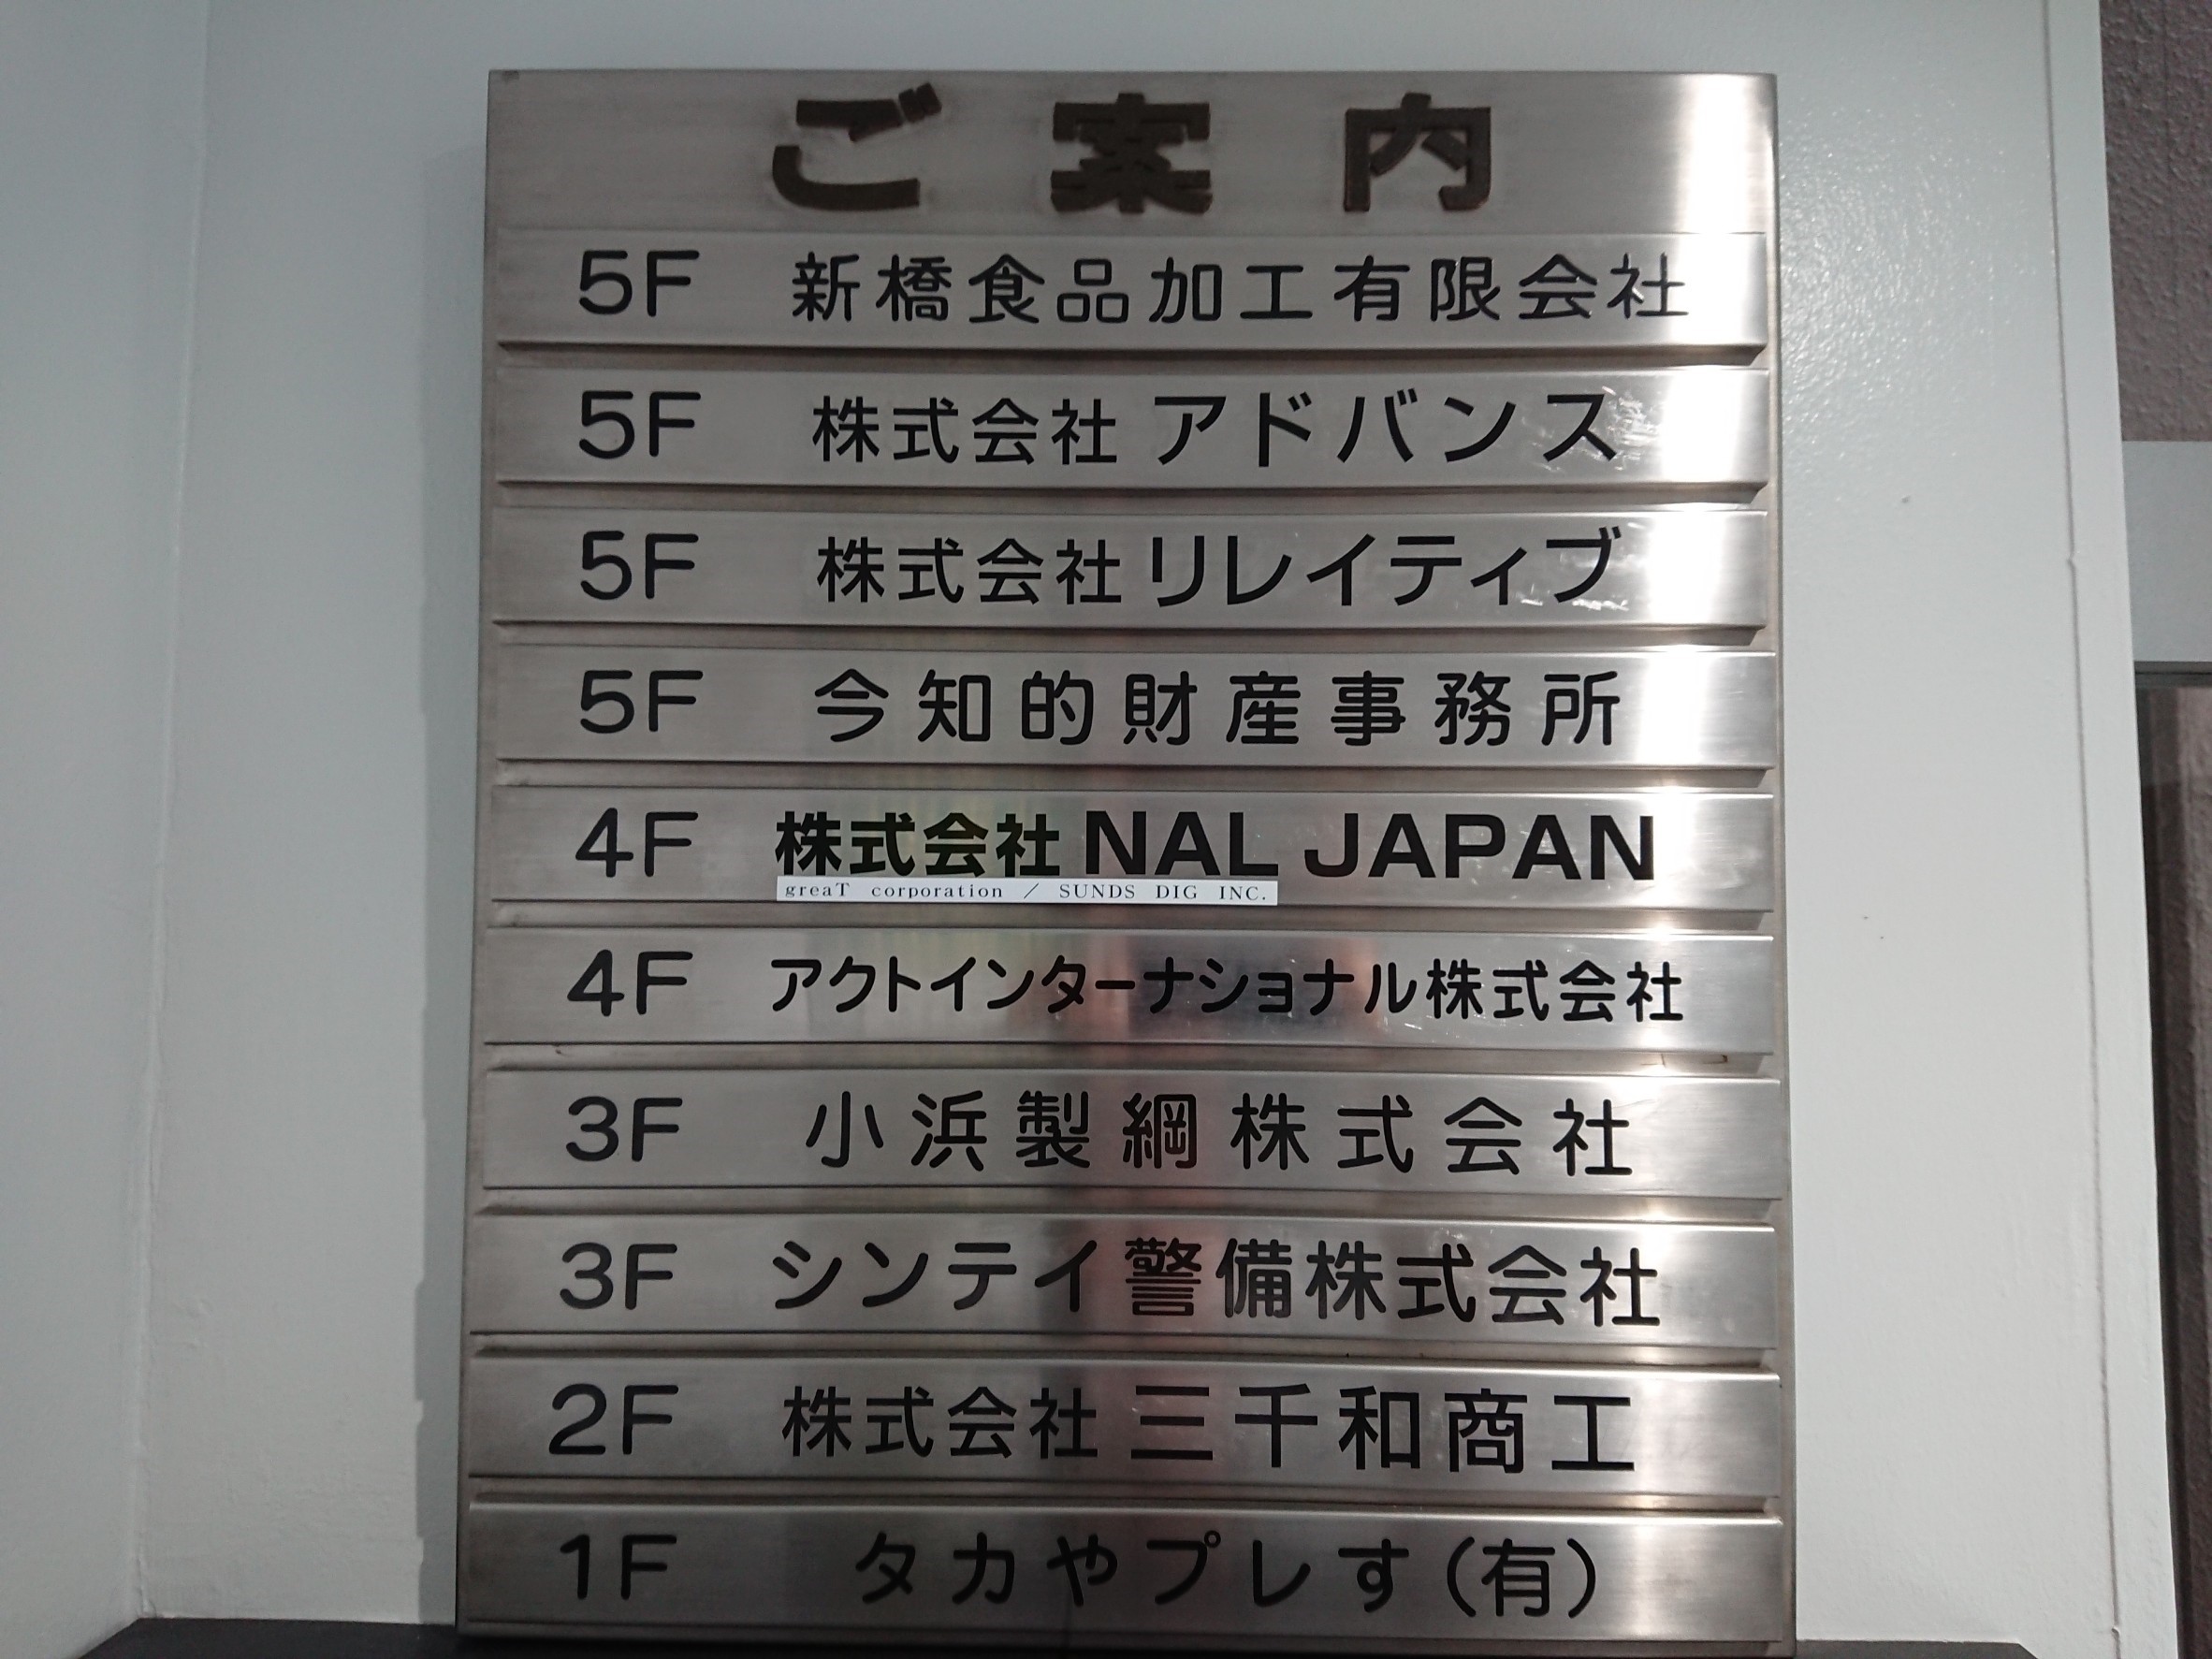 ご案内
5F 新橋食品加工有限会社
5F 株式会社 アドバンス
5F 株式会社 リレイティブ
5F 今知的財産事務所
4F 株式会社 NAL JAPAN
greaT corporation / SUNDS DIG INC.
4F アクトインターナショナル株式会社
3F 小浜製綱株式会社
3F シンテイ警備株式会社
2F 株式会社 三千和商工
1F タカやプレす(有)